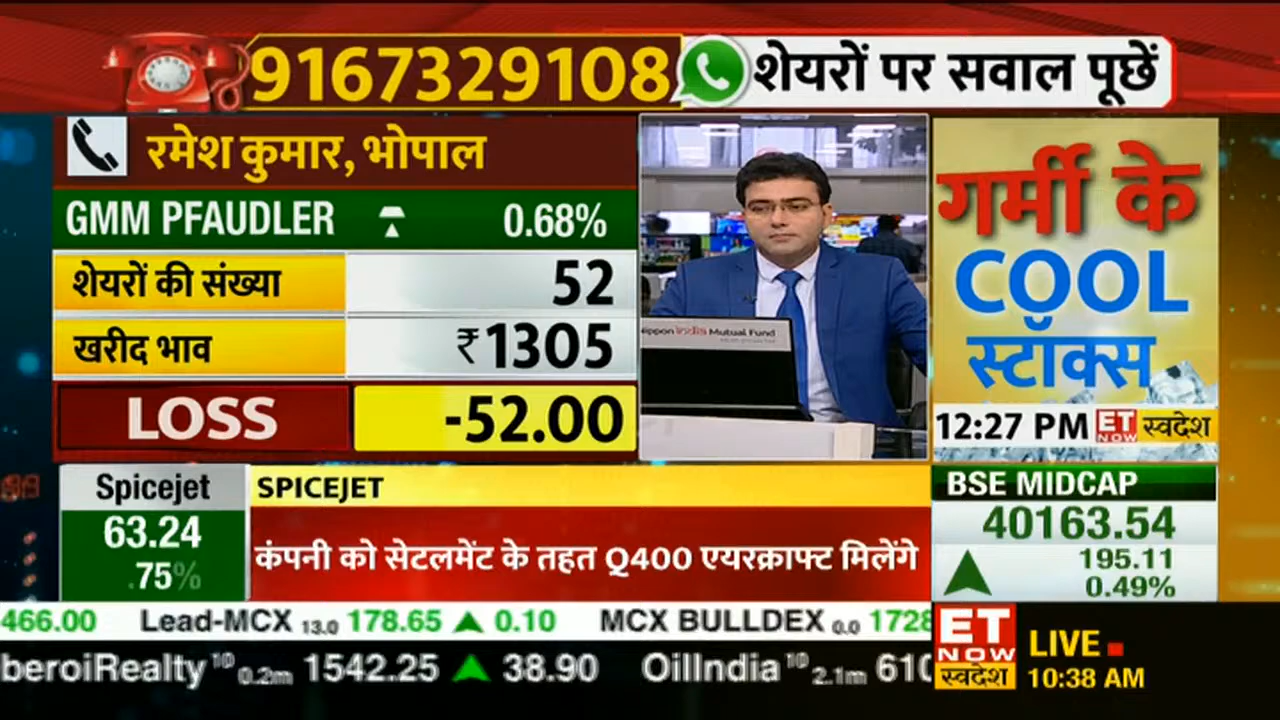 9167329108 शेयरों पर सवाल पूछें
रमेश कुमार, भोपाल
GMM PFAUDLER 0.68%
शेयरों की संख्या 52
खरीद भाव ₹1305
LOSS -52.00
nippon india Mutual Fund
गर्मी के
COOL
स्टॉक्स
12:27 PM ET NOW स्वदेश
Spicejet
63.24
.75%
SPICEJET
कंपनी को सेटलमेंट के तहत Q400 एयरक्राफ्ट मिलेंगे
BSE MIDCAP
40163.54
195.11
0.49%
466.00 Lead-MCX 13.0 178.65 0.10 MCX BULLDEX 0.0 1728
beroiRealty 10 0.2m 1542.25 38.90 OilIndia 10 2.1m 610
ET NOW स्वदेश
LIVE
10:38 AM